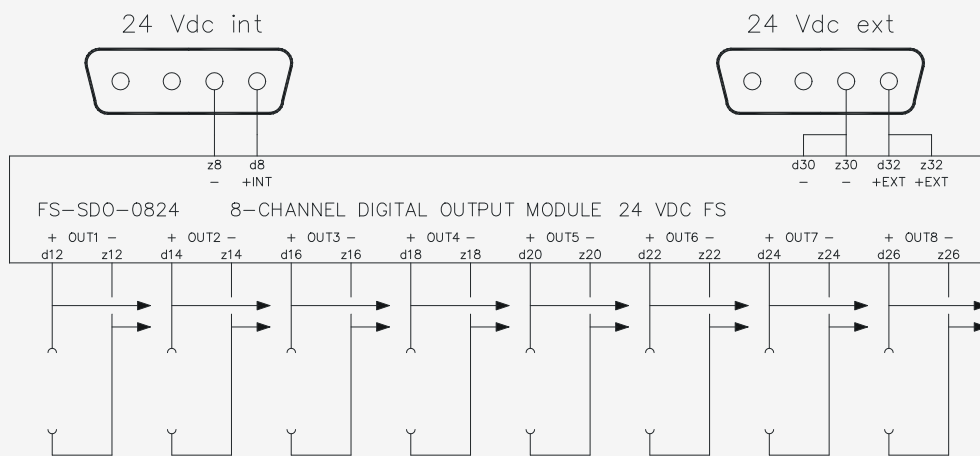 24 Vdc int 24 Vdc ext
z8 d8 d30 z30 d32 z32
- +INT - - +EXT +EXT
FS-SDO-0824 8-CHANNEL DIGITAL OUTPUT MODULE 24 VDC FS
+ OUT1 - + OUT2 - + OUT3 - + OUT4 - + OUT5 - + OUT6 - + OUT7 - + OUT8 -
d12 z12 d14 z14 d16 z16 d18 z18 d20 z20 d22 z22 d24 z24 d26 z26